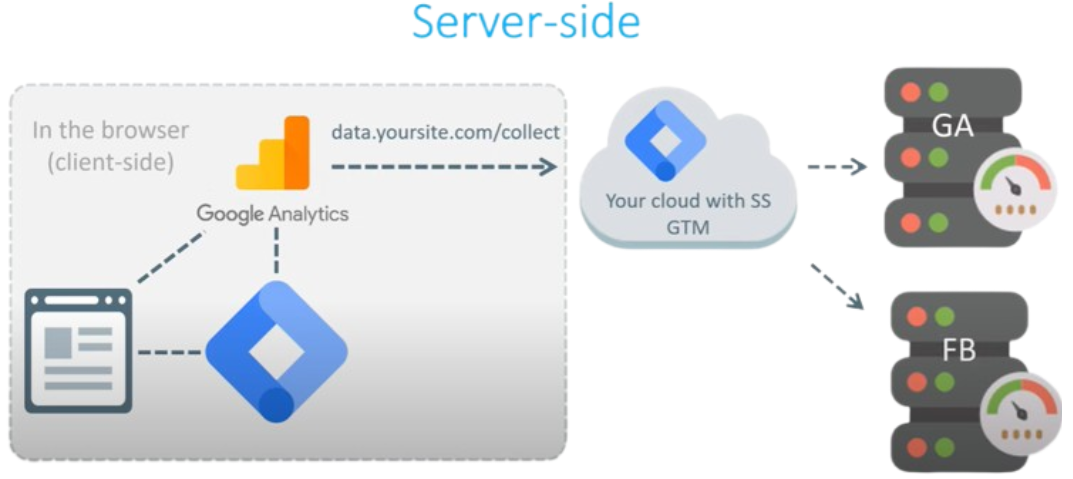 Server-side
In the browser
(client-side)
data.yoursite.com/collect
Google Analytics
Your cloud with SS
GTM
GA
FB